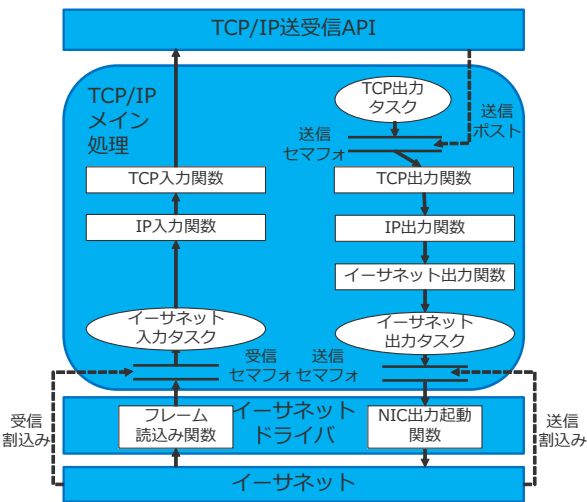 TCP/IP送受信API
TCP/IP
メイン
処理
TCP出力
タスク
送信
ポスト
送信
セマフォ
TCP入力関数
TCP出力関数
IP入力関数
IP出力関数
イーサネット出力関数
イーサネット
入力タスク
イーサネット
出力タスク
受信
セマフォ
送信
セマフォ
受信
割込み
フレーム
読込み関数
イーサネット
ドライバ
NIC出力起動
関数
送信
割込み
イーサネット